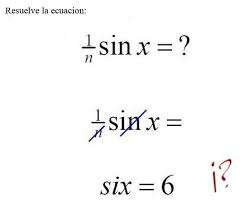 Resuelve la ecuacion:
1/n sin x = ?
1/n sin x =
six = 6 ¡?